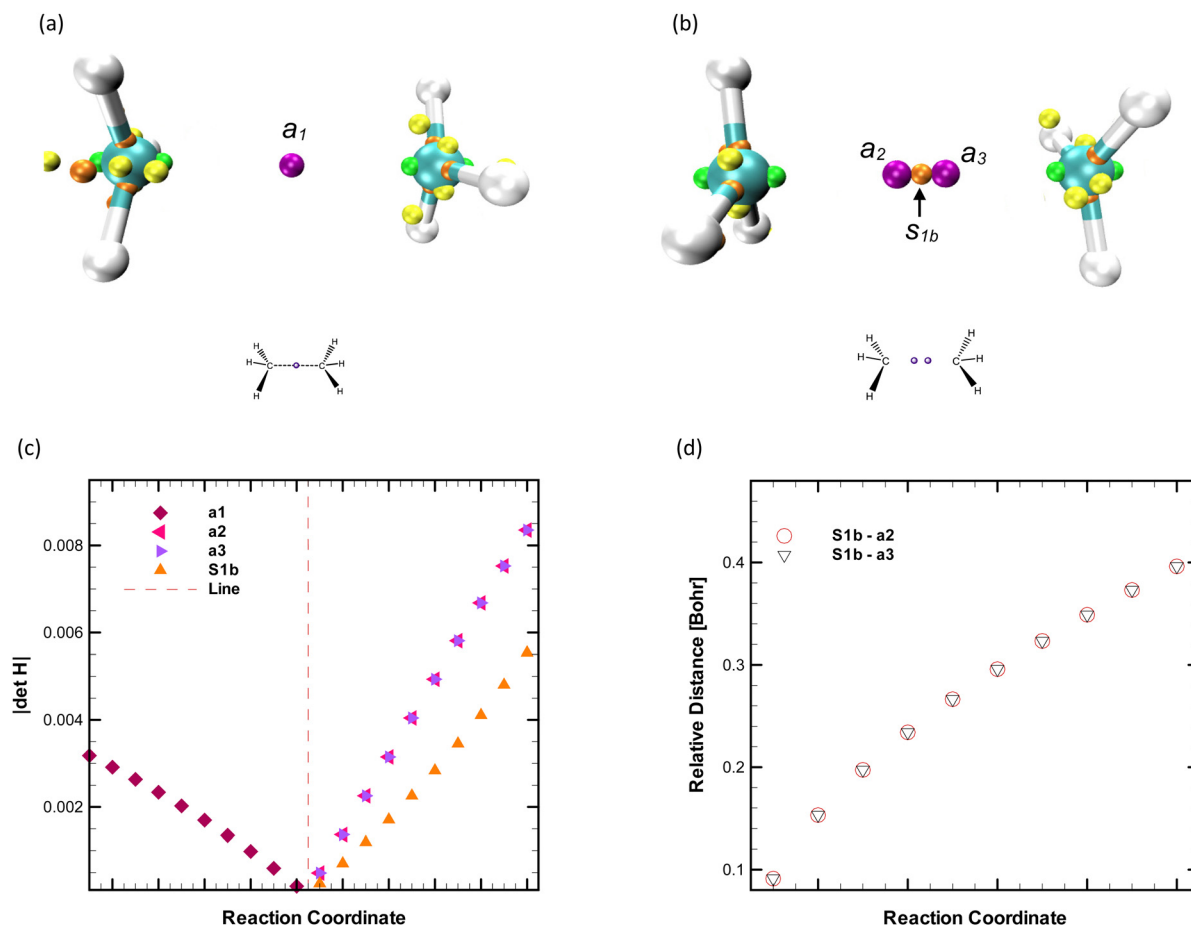 (a)
(b)
a1
a2
a3
S1b
H
H
H
C
C
H
H
H
H
H
H
C
C
H
H
H
(c)
(d)
a1
a2
a3
S1b
Line
0.008
0.006
0.004
0.002
|det H|
Reaction Coordinate
S1b - a2
S1b - a3
0.4
0.3
0.2
0.1
Relative Distance [Bohr]
Reaction Coordinate